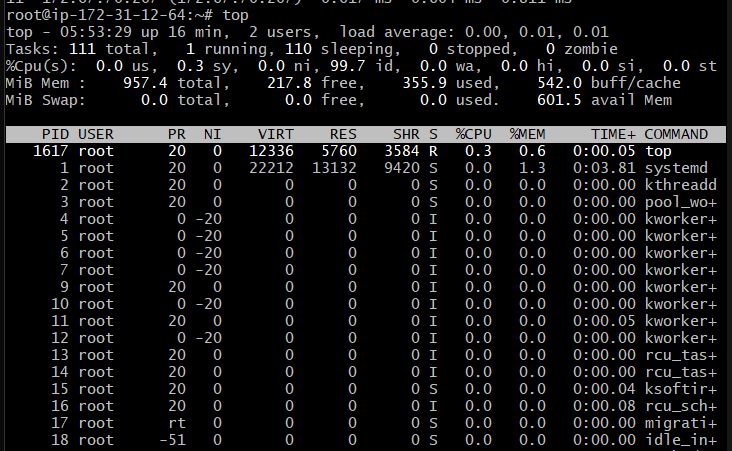 root@ip-172-31-12-64:~# top
top - 05:53:29 up 16 min,  2 users,  load average: 0.00, 0.01, 0.01
Tasks: 111 total,   1 running, 110 sleeping,   0 stopped,   0 zombie
%Cpu(s):  0.0 us,  0.3 sy,  0.0 ni, 99.7 id,  0.0 wa,  0.0 hi,  0.0 si,  0.0 st
MiB Mem :    957.4 total,    217.8 free,    355.9 used,    542.0 buff/cache
MiB Swap:      0.0 total,      0.0 free,      0.0 used.    601.5 avail Mem
PID USER      PR  NI    VIRT    RES    SHR S  %CPU  %MEM     TIME+ COMMAND
1617 root      20   0   12336   5760   3584 R   0.3   0.6   0:00.05 top
1 root      20   0   22212  13132   9420 S   0.0   1.3   0:03.81 systemd
2 root      20   0       0      0      0 S   0.0   0.0   0:00.00 kthreadd
3 root      20   0       0      0      0 S   0.0   0.0   0:00.00 pool_wo+
4 root       0 -20       0      0      0 I   0.0   0.0   0:00.00 kworker+
5 root       0 -20       0      0      0 I   0.0   0.0   0:00.00 kworker+
6 root       0 -20       0      0      0 I   0.0   0.0   0:00.00 kworker+
7 root       0 -20       0      0      0 I   0.0   0.0   0:00.00 kworker+
9 root      20   0       0      0      0 I   0.0   0.0   0:00.00 kworker+
10 root       0 -20       0      0      0 I   0.0   0.0   0:00.00 kworker+
11 root      20   0       0      0      0 I   0.0   0.0   0:00.05 kworker+
12 root       0 -20       0      0      0 I   0.0   0.0   0:00.00 kworker+
13 root      20   0       0      0      0 I   0.0   0.0   0:00.00 rcu_tas+
14 root      20   0       0      0      0 I   0.0   0.0   0:00.00 rcu_tas+
15 root      20   0       0      0      0 S   0.0   0.0   0:00.04 ksoftir+
16 root      20   0       0      0      0 I   0.0   0.0   0:00.08 rcu_sch+
17 root      rt   0       0      0      0 S   0.0   0.0   0:00.00 migrati+
18 root     -51   0       0      0      0 S   0.0   0.0   0:00.00 idle_in+